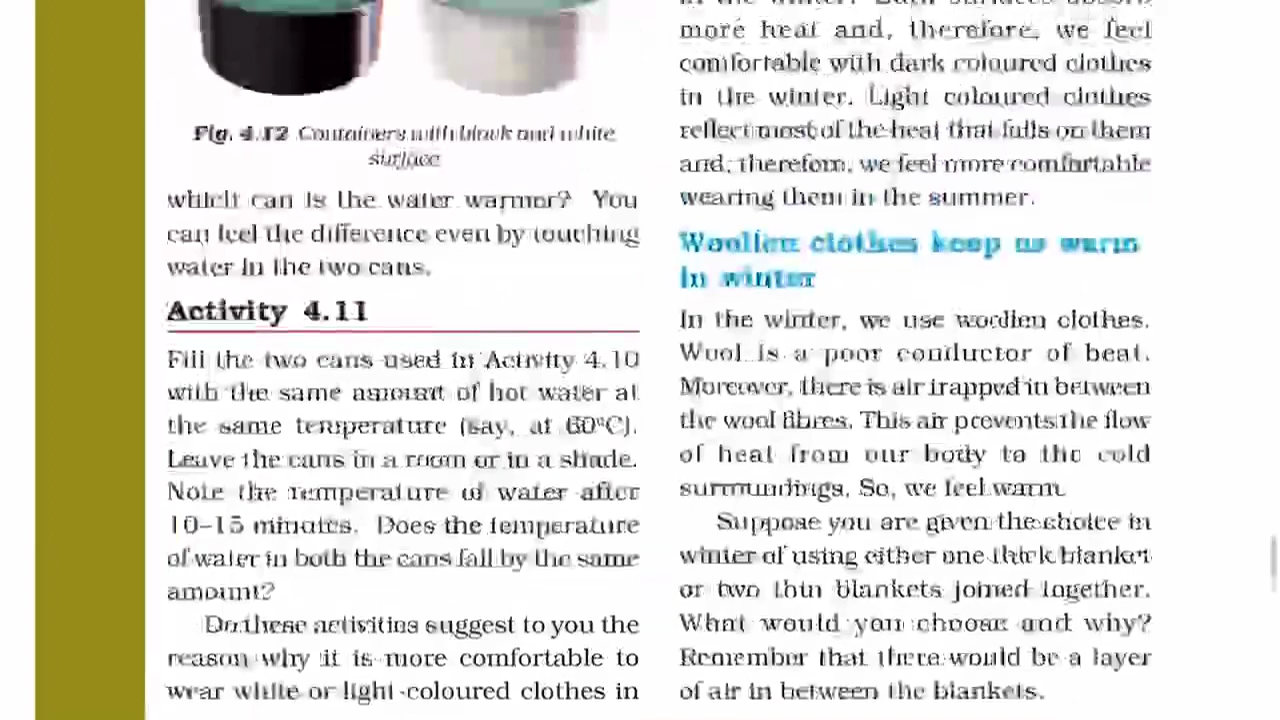 Fig. 4.12 Containers with black and white
surface
which can is the water warmer? You
can feel the difference even by touching
water in the two cans.
Activity 4.11
Fill the two cans used in Activity 4.10
with the same amount of hot water at
the same temperature (say, at 60°C).
Leave the cans in a room or in a shade.
Note the temperature of water after
10–15 minutes. Does the temperature
of water in both the cans fall by the same
amount?
Do these activities suggest to you the
reason why it is more comfortable to
wear white or light-coloured clothes in
more heat and, therefore, we feel
comfortable with dark coloured clothes
in the winter. Light coloured clothes
reflect most of the heat that falls on them
and, therefore, we feel more comfortable
wearing them in the summer.
Woollen clothes keep us warm
in winter
In the winter, we use woollen clothes.
Wool is a poor conductor of heat.
Moreover, there is air trapped in between
the wool fibres. This air prevents the flow
of heat from our body to the cold
surroundings. So, we feel warm.
Suppose you are given the choice in
winter of using either one thick blanket
or two thin blankets joined together.
What would you choose and why?
Remember that there would be a layer
of air in between the blankets.